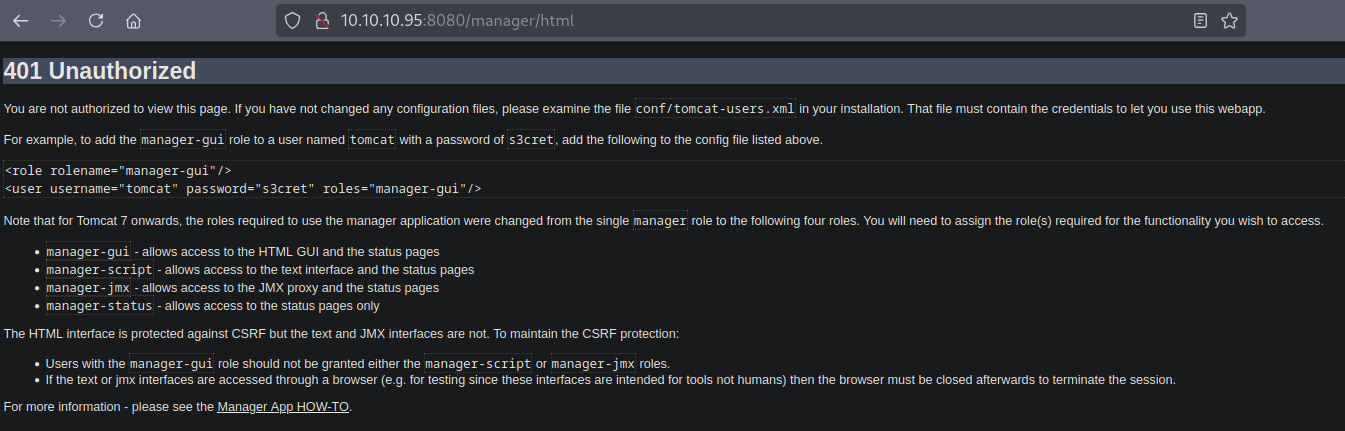 10.10.10.95:8080/manager/html
401 Unauthorized
You are not authorized to view this page. If you have not changed any configuration files, please examine the file conf/tomcat-users.xml in your installation. That file must contain the credentials to let you use this webapp.
For example, to add the manager-gui role to a user named tomcat with a password of s3cret, add the following to the config file listed above.
<role rolename="manager-gui"/>
<user username="tomcat" password="s3cret" roles="manager-gui"/>
Note that for Tomcat 7 onwards, the roles required to use the manager application were changed from the single manager role to the following four roles. You will need to assign the role(s) required for the functionality you wish to access.
• manager-gui - allows access to the HTML GUI and the status pages
• manager-script - allows access to the text interface and the status pages
• manager-jmx - allows access to the JMX proxy and the status pages
• manager-status - allows access to the status pages only
The HTML interface is protected against CSRF but the text and JMX interfaces are not. To maintain the CSRF protection:
• Users with the manager-gui role should not be granted either the manager-script or manager-jmx roles.
• If the text or jmx interfaces are accessed through a browser (e.g. for testing since these interfaces are intended for tools not humans) then the browser must be closed afterwards to terminate the session.
For more information - please see the Manager App HOW-TO.